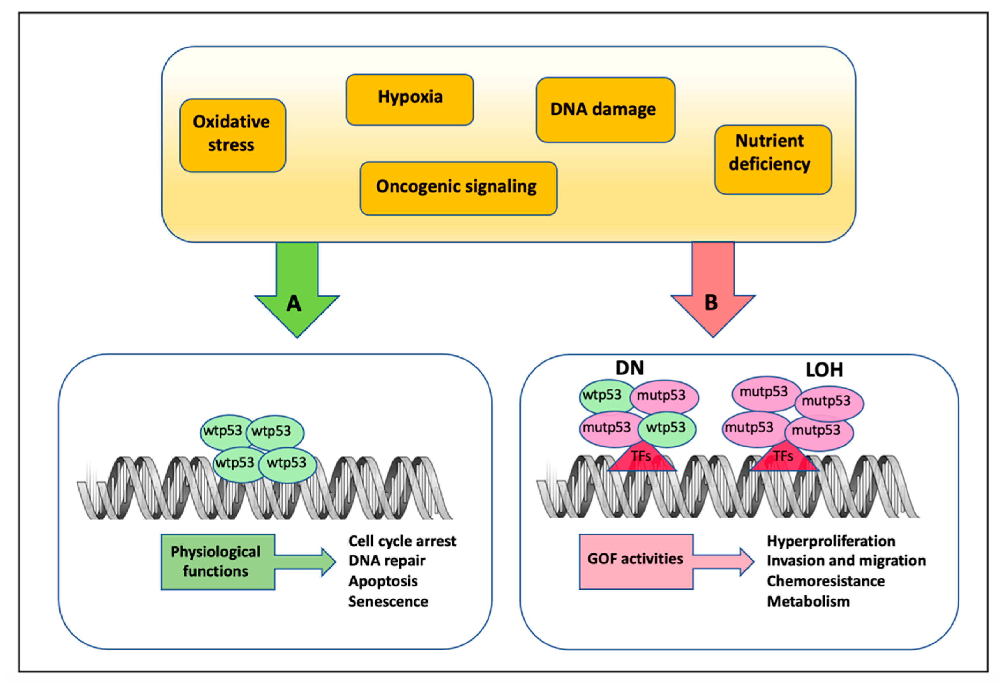 Hypoxia
DNA damage
Oxidative
stress
Nutrient
deficiency
Oncogenic signaling
A
B
wtp53 wtp53
wtp53 wtp53
Physiological
functions
Cell cycle arrest
DNA repair
Apoptosis
Senescence
DN
LOH
wtp53 mutp53
mutp53 wtp53
TFs
mutp53 mutp53
mutp53 mutp53
TFs
GOF activities
Hyperproliferation
Invasion and migration
Chemoresistance
Metabolism